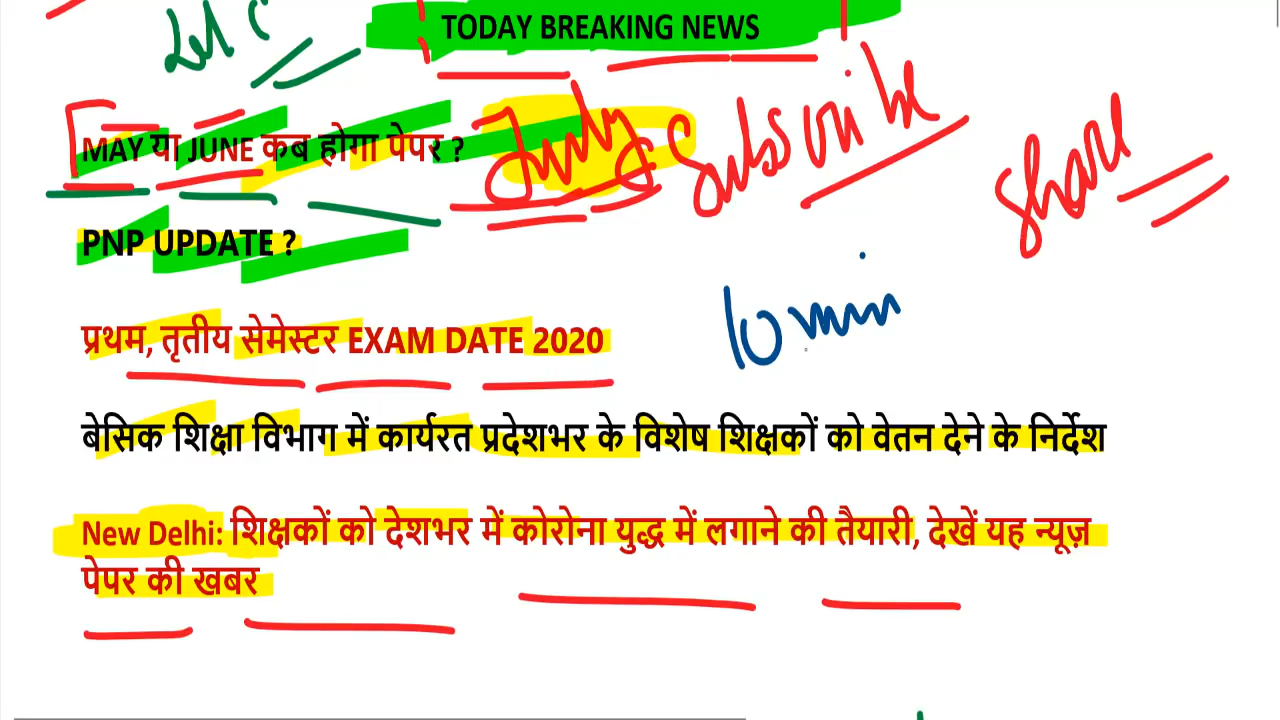 TODAY BREAKING NEWS
MAY या JUNE कब होगा पेपर ? July Subscribe share
PNP UPDATE ?
10 min
प्रथम, तृतीय सेमेस्टर EXAM DATE 2020
बेसिक शिक्षा विभाग में कार्यरत प्रदेशभर के विशेष शिक्षकों को वेतन देने के निर्देश
New Delhi: शिक्षकों को देशभर में कोरोना युद्ध में लगाने की तैयारी, देखें यह न्यूज़
पेपर की खबर